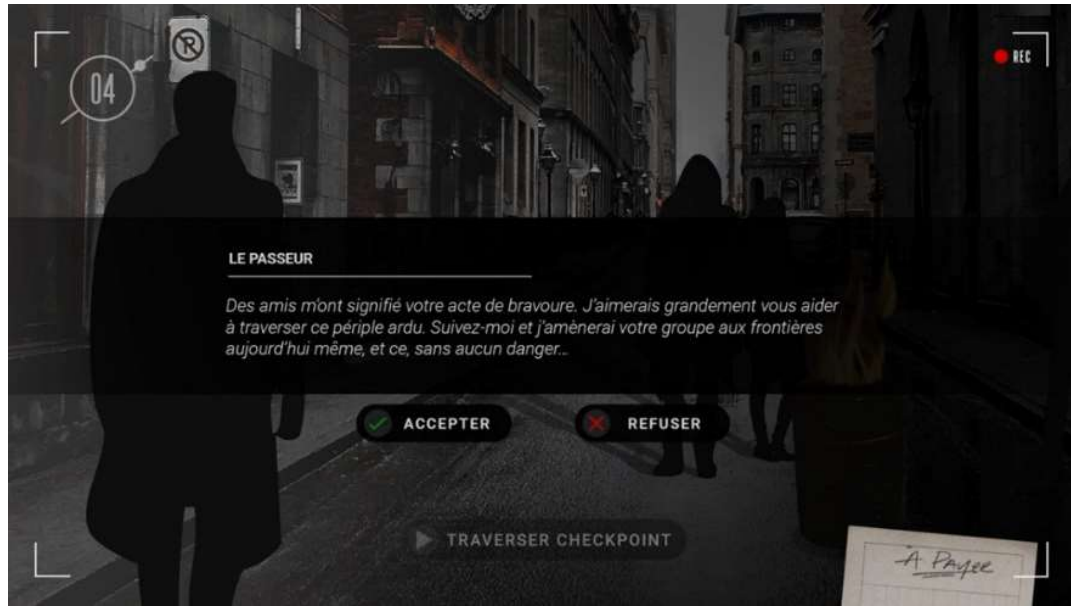 04
REC
LE PASSEUR
Des amis m'ont signifié votre acte de bravoure. J'aimerais grandement vous aider
à traverser ce périple ardu. Suivez-moi et j'amènerai votre groupe aux frontières
aujourd'hui même, et ce, sans aucun danger...
ACCEPTER
REFUSER
TRAVERSER CHECKPOINT
À Payer